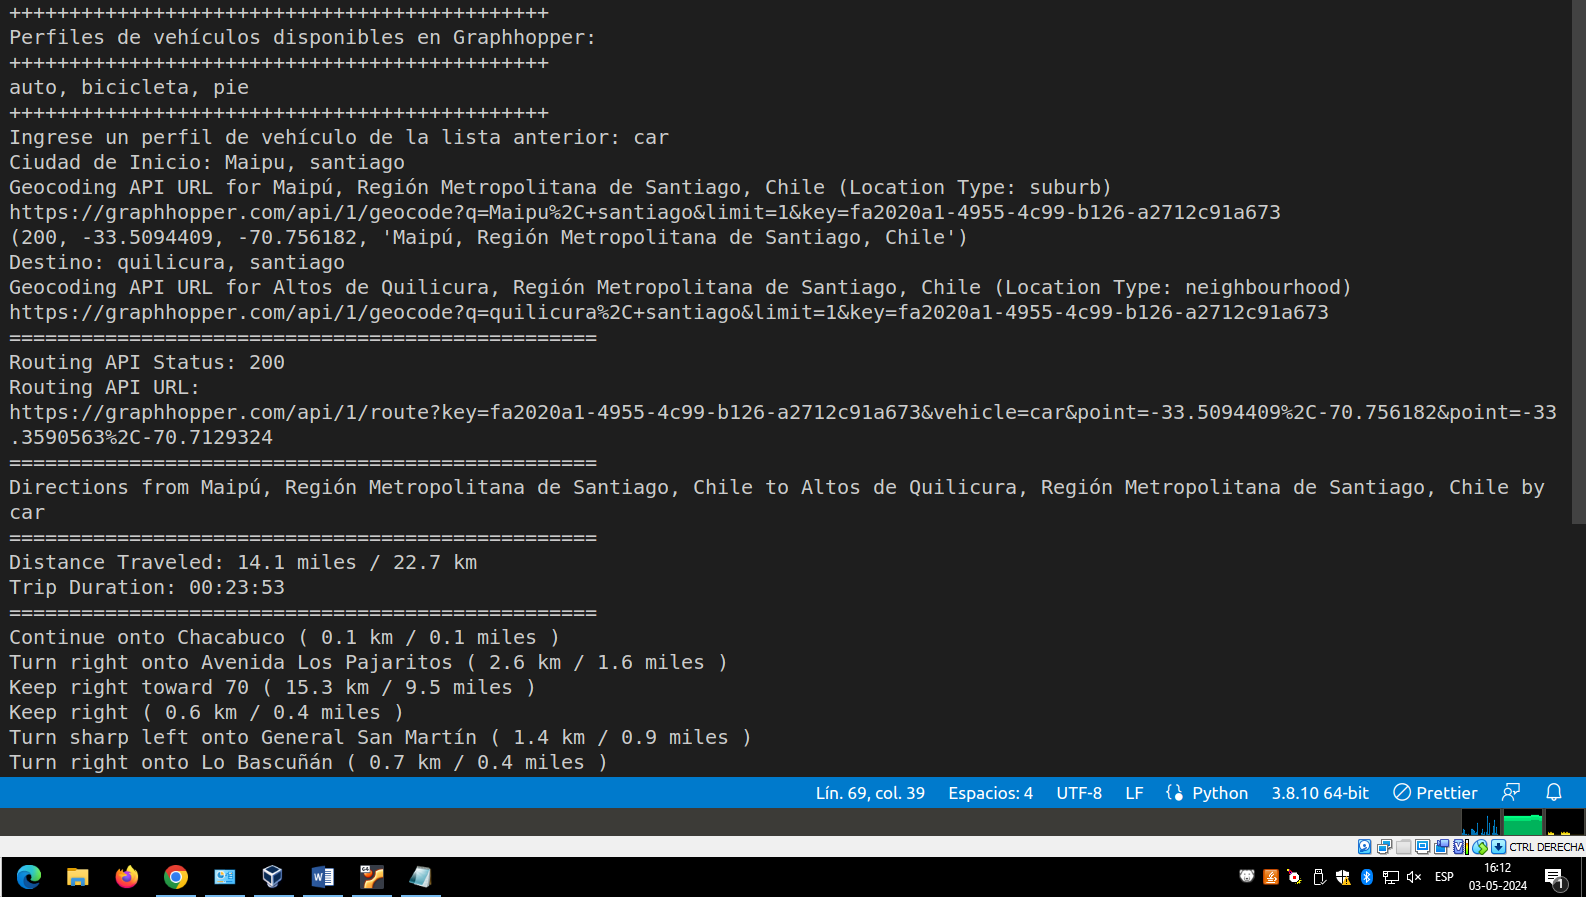 +++++++++++++++++++++++++++++++++++++++++++++
Perfiles de vehículos disponibles en Graphhopper:
+++++++++++++++++++++++++++++++++++++++++++++
auto, bicicleta, pie
+++++++++++++++++++++++++++++++++++++++++++++
Ingrese un perfil de vehículo de la lista anterior: car
Ciudad de Inicio: Maipu, santiago
Geocoding API URL for Maipú, Región Metropolitana de Santiago, Chile (Location Type: suburb)
https://graphhopper.com/api/1/geocode?q=Maipu%2C+santiago&limit=1&key=fa2020a1-4955-4c99-b126-a2712c91a673
(200, -33.5094409, -70.756182, 'Maipú, Región Metropolitana de Santiago, Chile')
Destino: quilicura, santiago
Geocoding API URL for Altos de Quilicura, Región Metropolitana de Santiago, Chile (Location Type: neighbourhood)
https://graphhopper.com/api/1/geocode?q=quilicura%2C+santiago&limit=1&key=fa2020a1-4955-4c99-b126-a2712c91a673
=================================================
Routing API Status: 200
Routing API URL:
https://graphhopper.com/api/1/route?key=fa2020a1-4955-4c99-b126-a2712c91a673&vehicle=car&point=-33.5094409%2C-70.756182&point=-33
.3590563%2C-70.7129324
=================================================
Directions from Maipú, Región Metropolitana de Santiago, Chile to Altos de Quilicura, Región Metropolitana de Santiago, Chile by
car
=================================================
Distance Traveled: 14.1 miles / 22.7 km
Trip Duration: 00:23:53
=================================================
Continue onto Chacabuco ( 0.1 km / 0.1 miles )
Turn right onto Avenida Los Pajaritos ( 2.6 km / 1.6 miles )
Keep right toward 70 ( 15.3 km / 9.5 miles )
Keep right ( 0.6 km / 0.4 miles )
Turn sharp left onto General San Martín ( 1.4 km / 0.9 miles )
Turn right onto Lo Bascuñán ( 0.7 km / 0.4 miles )
Lín. 69, col. 39 Espacios: 4 UTF-8 LF Python 3.8.10 64-bit Prettier
CTRL DERECHA
ESP 16:12
03-05-2024 1